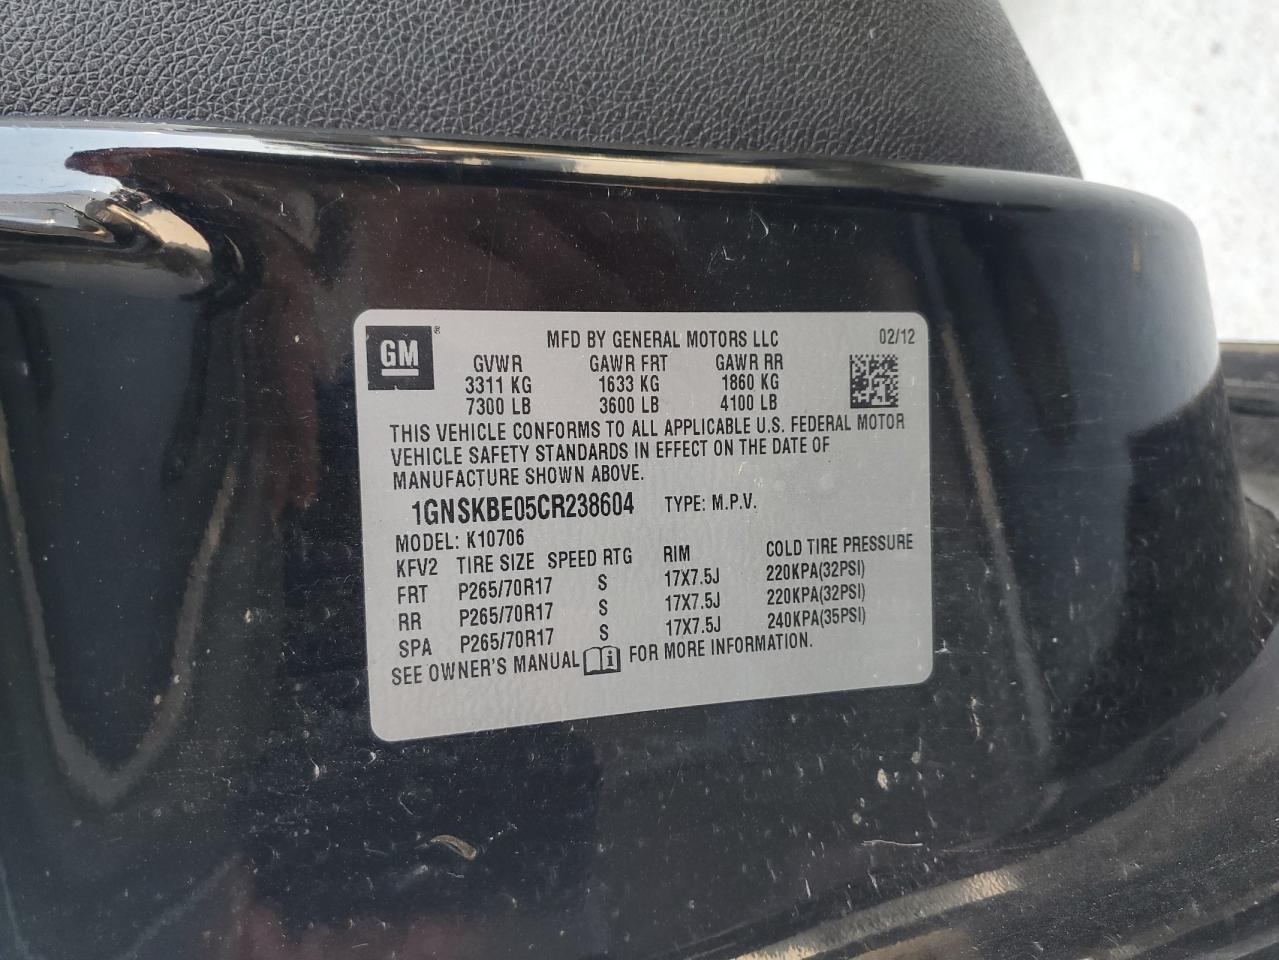 GM ® MFD BY GENERAL MOTORS LLC 02/12
GVWR GAWR FRT GAWR RR
3311 KG 1633 KG 1860 KG
7300 LB 3600 LB 4100 LB
THIS VEHICLE CONFORMS TO ALL APPLICABLE U.S. FEDERAL MOTOR
VEHICLE SAFETY STANDARDS IN EFFECT ON THE DATE OF
MANUFACTURE SHOWN ABOVE.
1GNSKBE05CR238604 TYPE: M.P.V.
MODEL: K10706
KFV2 TIRE SIZE SPEED RTG RIM COLD TIRE PRESSURE
FRT P265/70R17 S 17X7.5J 220KPA(32PSI)
RR P265/70R17 S 17X7.5J 220KPA(32PSI)
SPA P265/70R17 S 17X7.5J 240KPA(35PSI)
SEE OWNER'S MANUAL i FOR MORE INFORMATION.